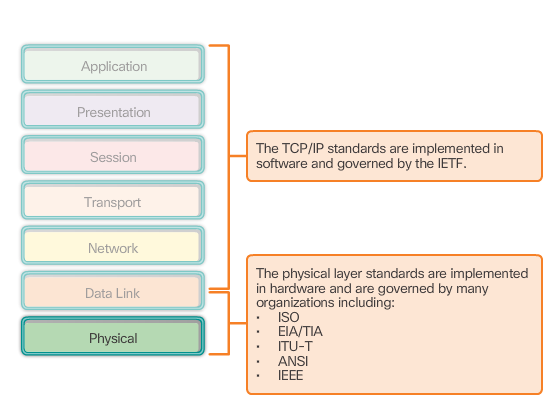 Application
Presentation
Session
Transport
Network
Data Link
Physical
The TCP/IP standards are implemented in
software and governed by the IETF.
The physical layer standards are implemented
in hardware and are governed by many
organizations including:
• ISO
• EIA/TIA
• ITU-T
• ANSI
• IEEE